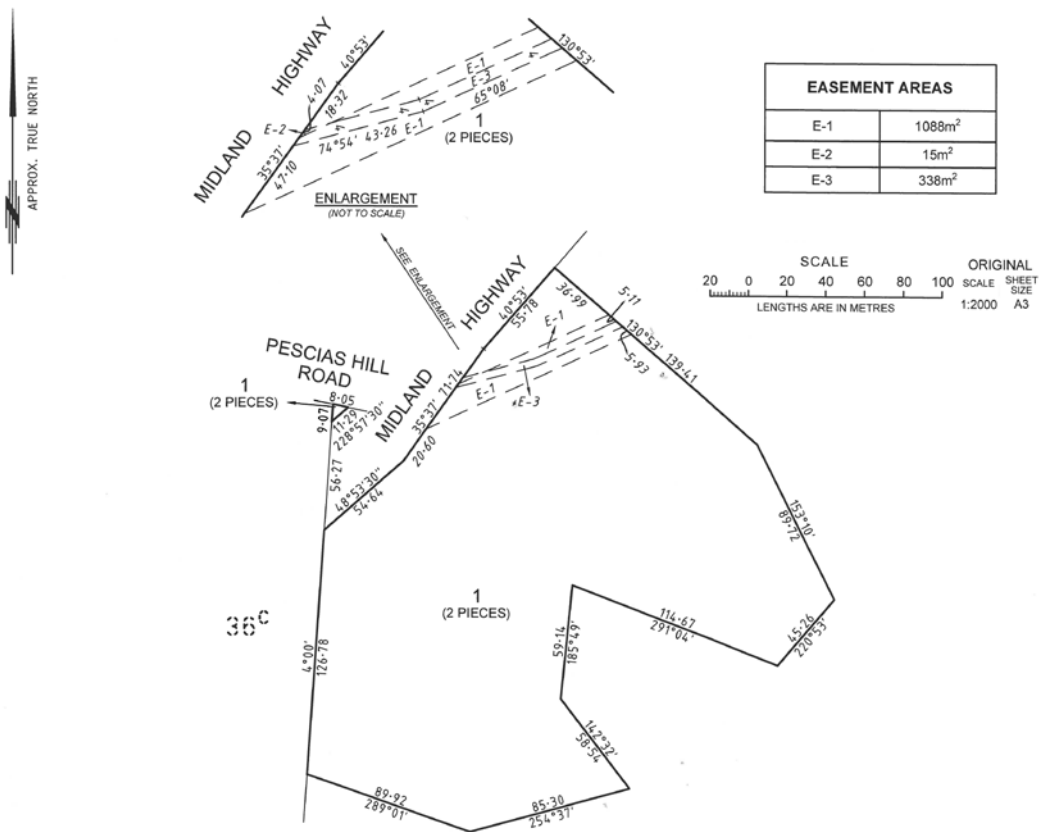 APPROX. TRUE NORTH
MIDLAND HIGHWAY
40°53'
4·07
18·32
E-2
35°37'
47·10
74°54' 43·26
E-1
E-3
65°08'
E-1
130°53'
1
(2 PIECES)
ENLARGEMENT
(NOT TO SCALE)
EASEMENT AREAS
E-1 1088m²
E-2 15m²
E-3 338m²
SCALE
20 0 20 40 60 80 100
LENGTHS ARE IN METRES
ORIGINAL
SCALE SHEET SIZE
1:2000 A3
SEE ENLARGEMENT
MIDLAND HIGHWAY
40°53'
55·78
36·99
5·11
E-1
130°53' 139·41
5·93
E-3
E-1
35°37' 71·74
20·60
PESCIAS HILL
ROAD
1
(2 PIECES)
8·05
9·07
11·29
228°57'30"
56·27
48°53'30"
54·64
153°10'
89·72
45·26
220°53'
114·67
291°04'
59·14
185°49'
1
(2 PIECES)
36C
4°00'
126·78
142°32'
58·54
89·92
289°01'
85·30
254°37'